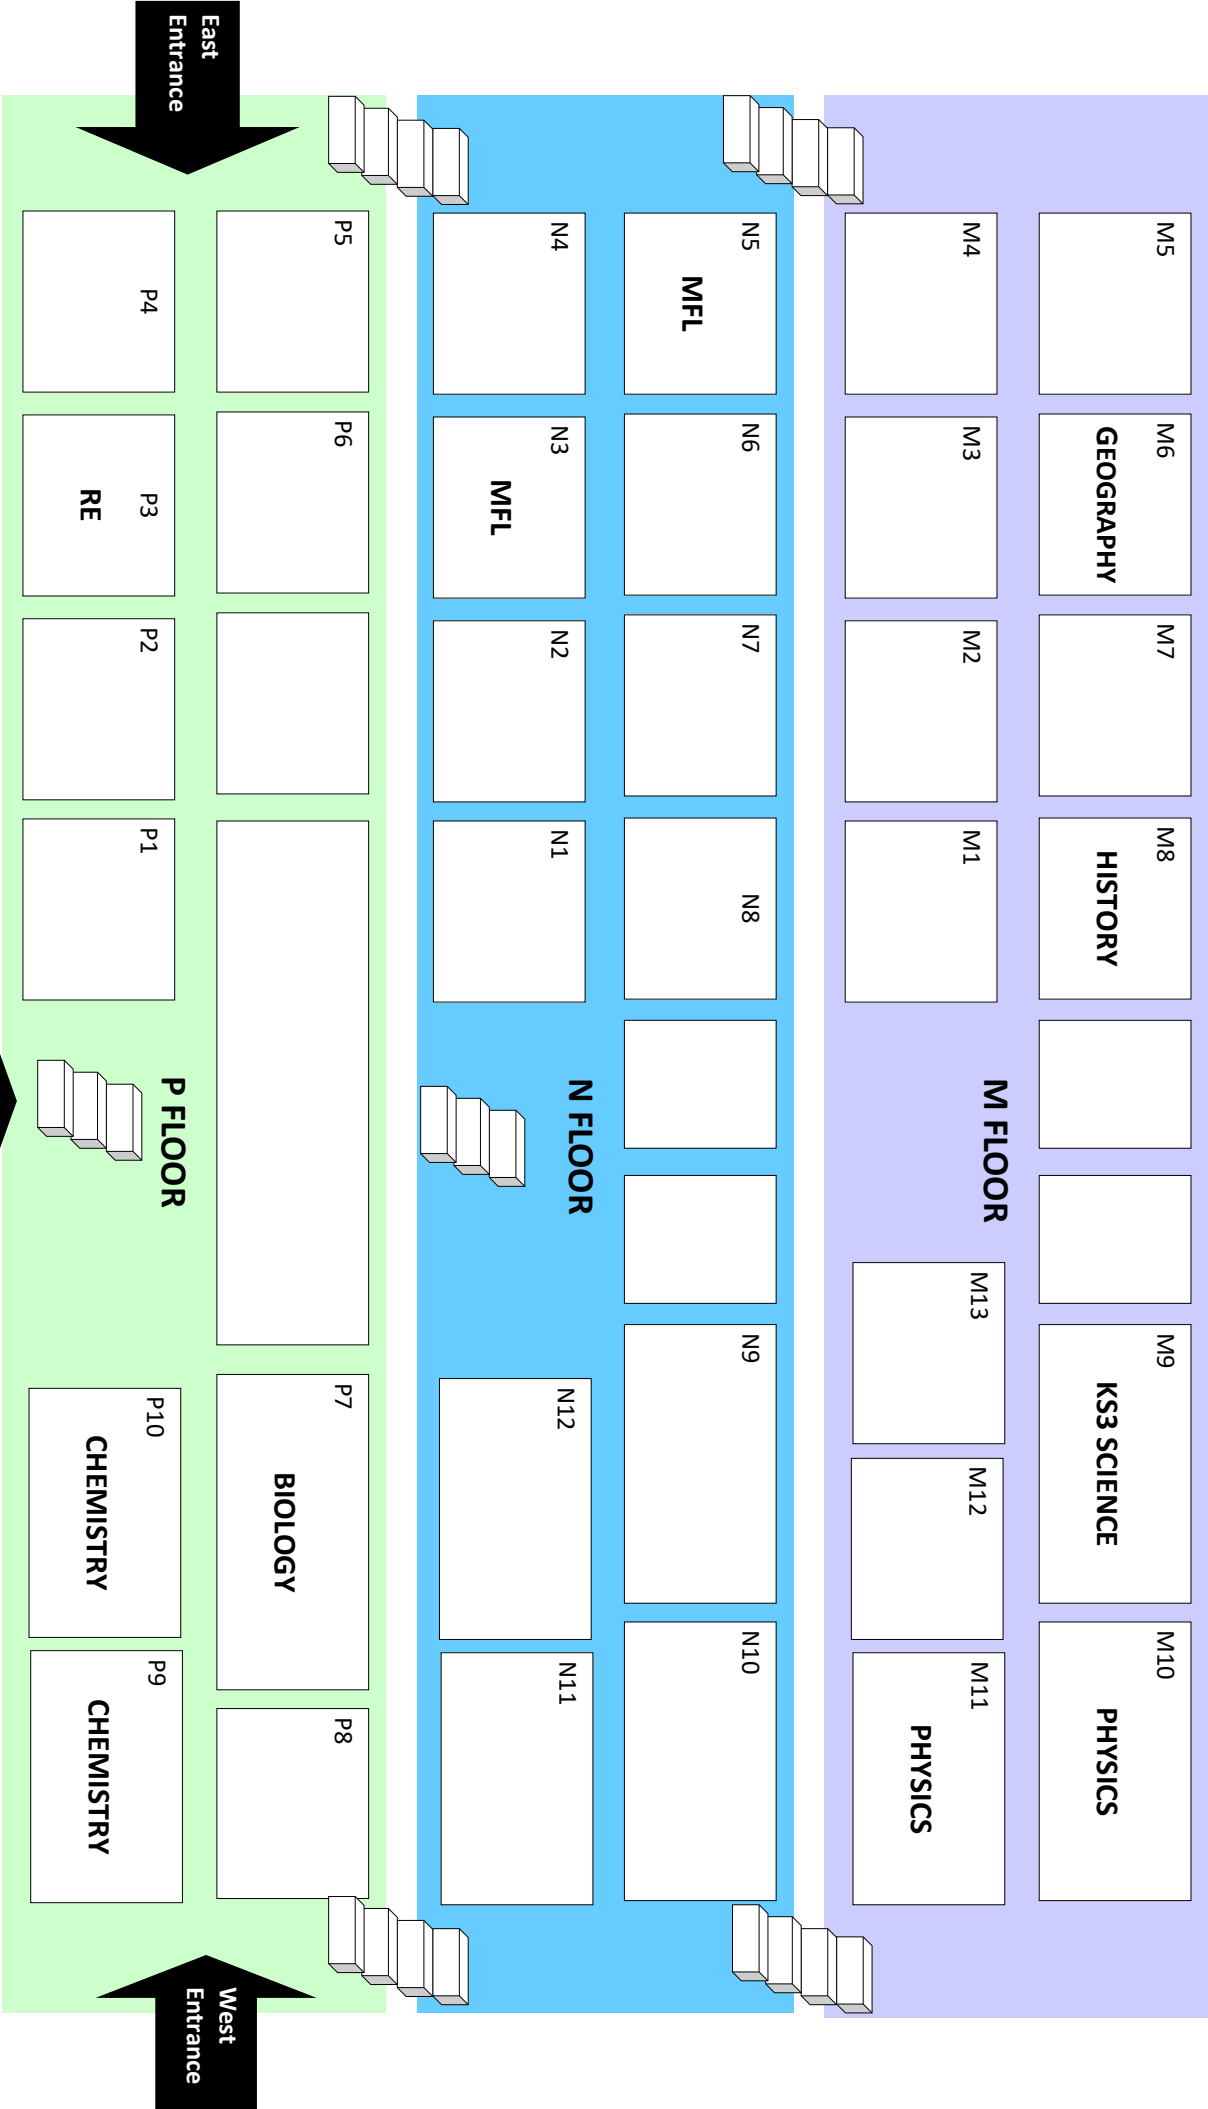 M5
M6
GEOGRAPHY
M7
M8
HISTORY
M9
KS3 SCIENCE
M10
PHYSICS
M FLOOR
M4
M3
M2
M1
M13
M12
M11
PHYSICS
N5
MFL
N6
N7
N8
N9
N10
N FLOOR
N4
N3
MFL
N2
N1
N12
N11
P5
P6
P7
BIOLOGY
P8
East
Entrance
P FLOOR
West
Entrance
P4
P3
RE
P2
P1
P10
CHEMISTRY
P9
CHEMISTRY